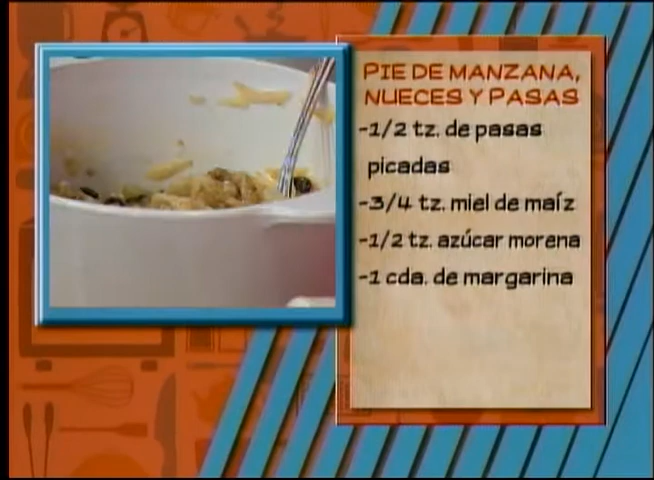 PIE DE MANZANA,
NUECES Y PASAS
-1/2 tz. de pasas
picadas
-3/4 tz. miel de maíz
-1/2 tz. azúcar morena
-1 cda. de margarina